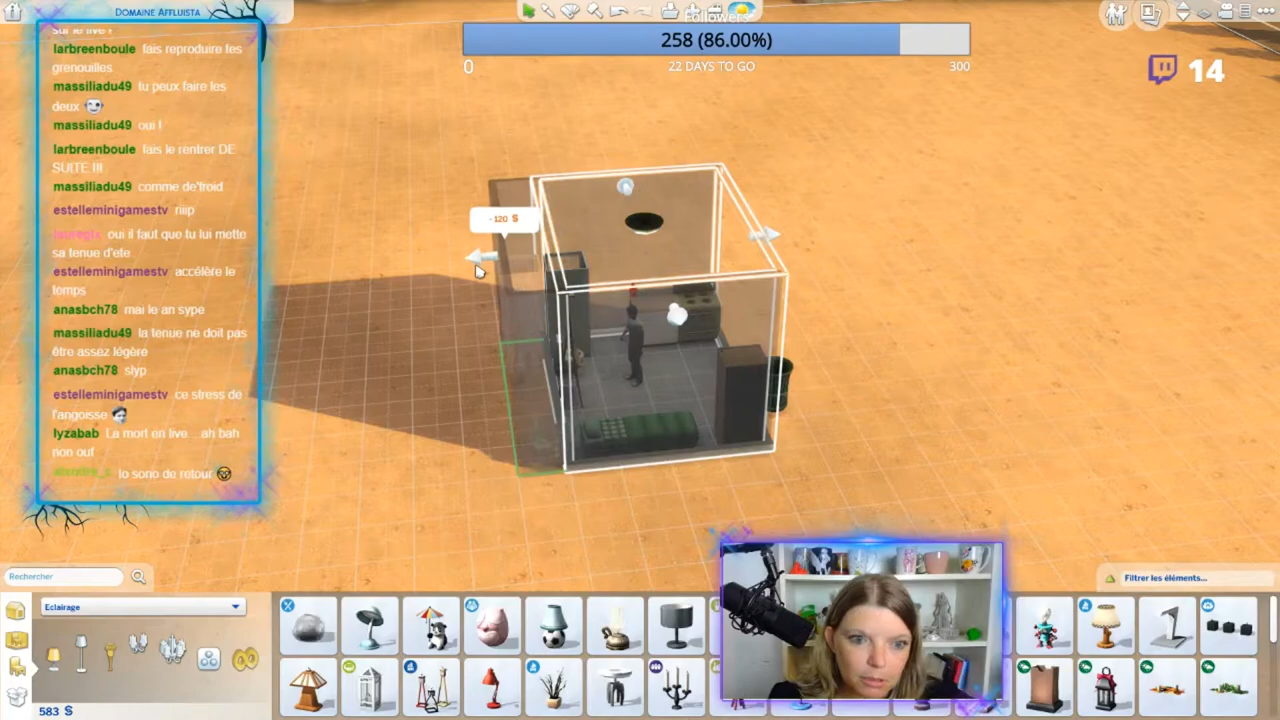 DOMAINE AFFLUISTA
larbreenboule fais reproduire les
grenouilles
massiliadu49 tu peux faire les
deux
massiliadu49 oui !
larbreenboule fais le rentrer DE
SUITE !!!
massiliadu49 comme de'froid
estelleminigamestv niip
oui il faut que tu lui mette
sa tenue d'ete
estelleminigamestv accélère le
temps
anasbch78 mai le an sype
massiliadu49 la tenue ne doit pas
être assez légère
anasbch78 slyp
estelleminigamestv ce stress de
l'angoisse
lyzabab La mort en live .. ah bah
non ouf
Io sono de retour
Followers
258 (86.00%)
0
22 DAYS TO GO
300
14
-120 $
Rechercher
Filtrer les éléments...
Eclairage
583 $